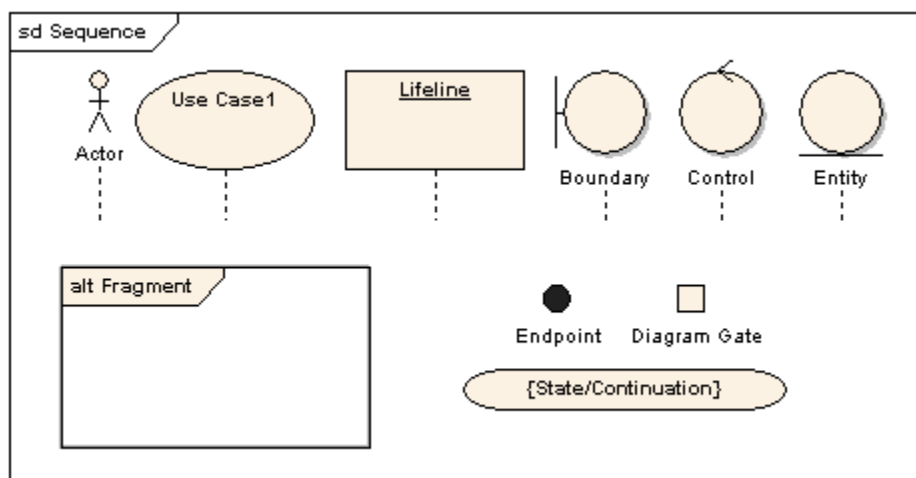 sd Sequence
Use Case1
Lifeline
Actor
Boundary
Control
Entity
alt Fragment
Endpoint
Diagram Gate
{State/Continuation}